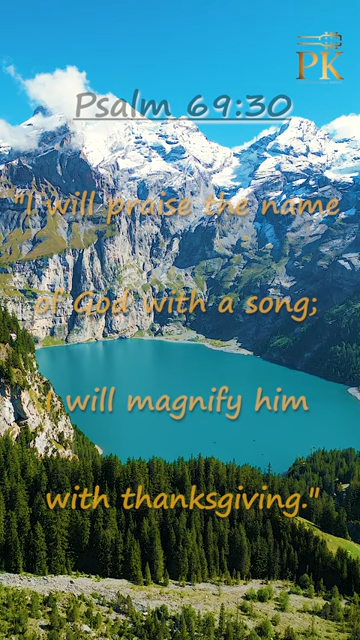 PK
Psalm 69:30
"I will praise the name
of God with a song;
I will magnify him
with thanksgiving."